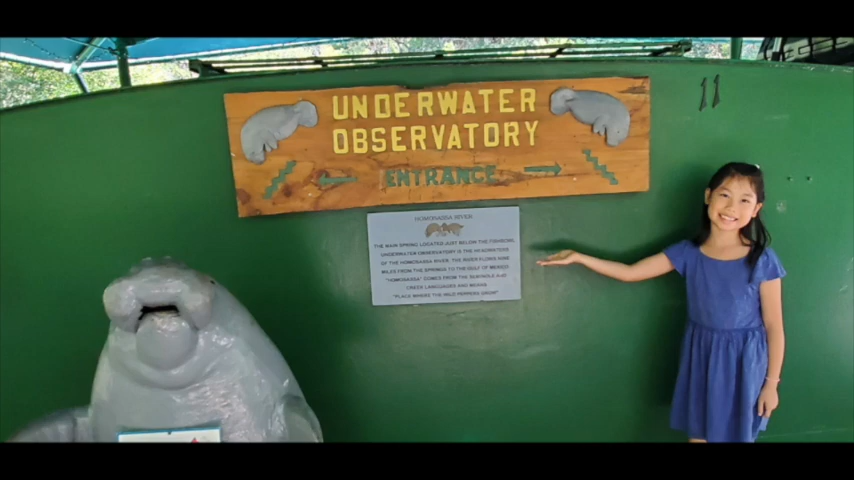 UNDERWATER
OBSERVATORY
ENTRANCE
11
HOMOSASSA RIVER
THE MAIN SPRING LOCATED JUST BELOW THE FISHBOWL
UNDERWATER OBSERVATORY IS THE HEADWATERS
OF THE HOMOSASSA RIVER. THE RIVER FLOWS NINE
MILES FROM THE SPRINGS TO THE GULF OF MEXICO.
"HOMOSASSA" COMES FROM THE SEMINOLE AND
CREEK LANGUAGES AND MEANS
"PLACE WHERE THE WILD PEPPERS GROW"